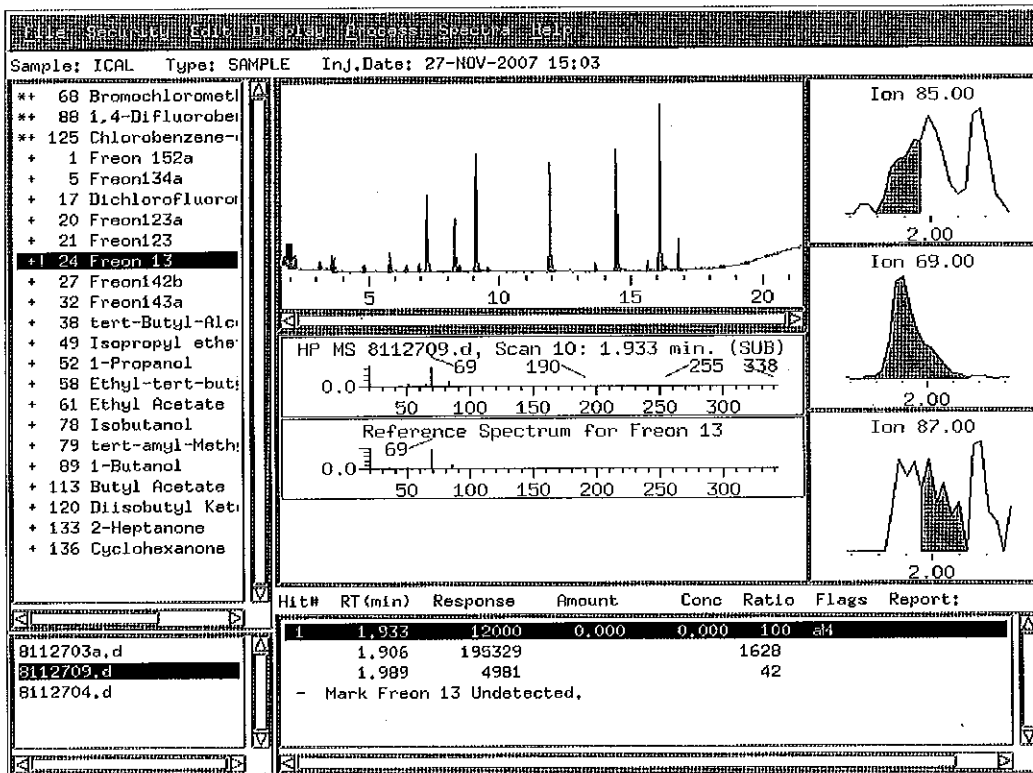 File Security Edit Display Process Spectra Help
Sample: ICAL Type: SAMPLE Inj.Date: 27-NOV-2007 15:03
*+ 68 Bromochloromet
*+ 88 1,4-Difluorobe
*+ 125 Chlorobenzene-
+ 1 Freon 152a
+ 5 Freon134a
+ 17 Dichlorofluoro
+ 20 Freon123a
+ 21 Freon123
+! 24 Freon 13
+ 27 Freon142b
+ 32 Freon143a
+ 38 tert-Butyl-Alc
+ 49 Isopropyl ethe
+ 52 1-Propanol
+ 58 Ethyl-tert-but
+ 61 Ethyl Acetate
+ 78 Isobutanol
+ 79 tert-amyl-Meth
+ 89 1-Butanol
+ 113 Butyl Acetate
+ 120 Diisobutyl Ket
+ 133 2-Heptanone
+ 136 Cyclohexanone
8112703a.d
8112709.d
8112704.d
5 10 15 20
HP MS 8112709.d, Scan 10: 1.933 min. (SUB)
69 190 255 338
0.0
50 100 150 200 250 300
Reference Spectrum for Freon 13
69
0.0
50 100 150 200 250 300
Ion 85.00
2.00
Ion 69.00
2.00
Ion 87.00
2.00
Hit# RT(min) Response Amount Conc Ratio Flags Report:
1 1.933 12000 0.000 0.000 100 aM
1.906 195329 1628
1.989 4981 42
- Mark Freon 13 Undetected.